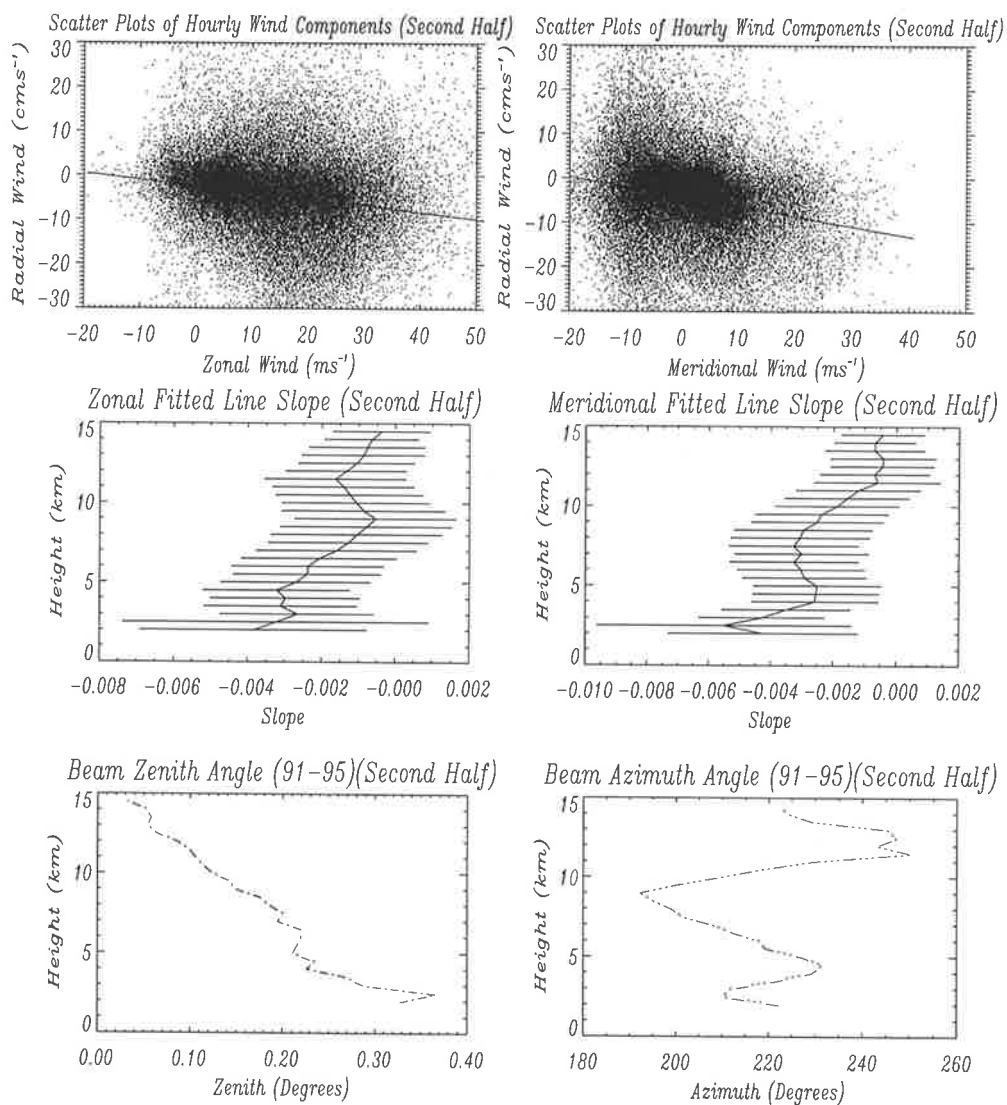 Scatter Plots of Hourly Wind Components (Second Half)
Radial Wind (cms⁻¹)
30
20
10
0
-10
-20
-30
-20 -10 0 10 20 30 40 50
Zonal Wind (ms⁻¹)
Scatter Plots of Hourly Wind Components (Second Half)
Radial Wind (cms⁻¹)
30
20
10
0
-10
-20
-30
-20 -10 0 10 20 30 40 50
Meridional Wind (ms⁻¹)
Zonal Fitted Line Slope (Second Half)
Height (km)
15
10
5
0
-0.008 -0.006 -0.004 -0.002 -0.000 0.002
Slope
Meridional Fitted Line Slope (Second Half)
Height (km)
15
10
5
0
-0.010 -0.008 -0.006 -0.004 -0.002 0.000 0.002
Slope
Beam Zenith Angle (91-95)(Second Half)
Height (km)
15
10
5
0
0.00 0.10 0.20 0.30 0.40
Zenith (Degrees)
Beam Azimuth Angle (91-95)(Second Half)
Height (km)
15
10
5
0
180 200 220 240 260
Azimuth (Degrees)